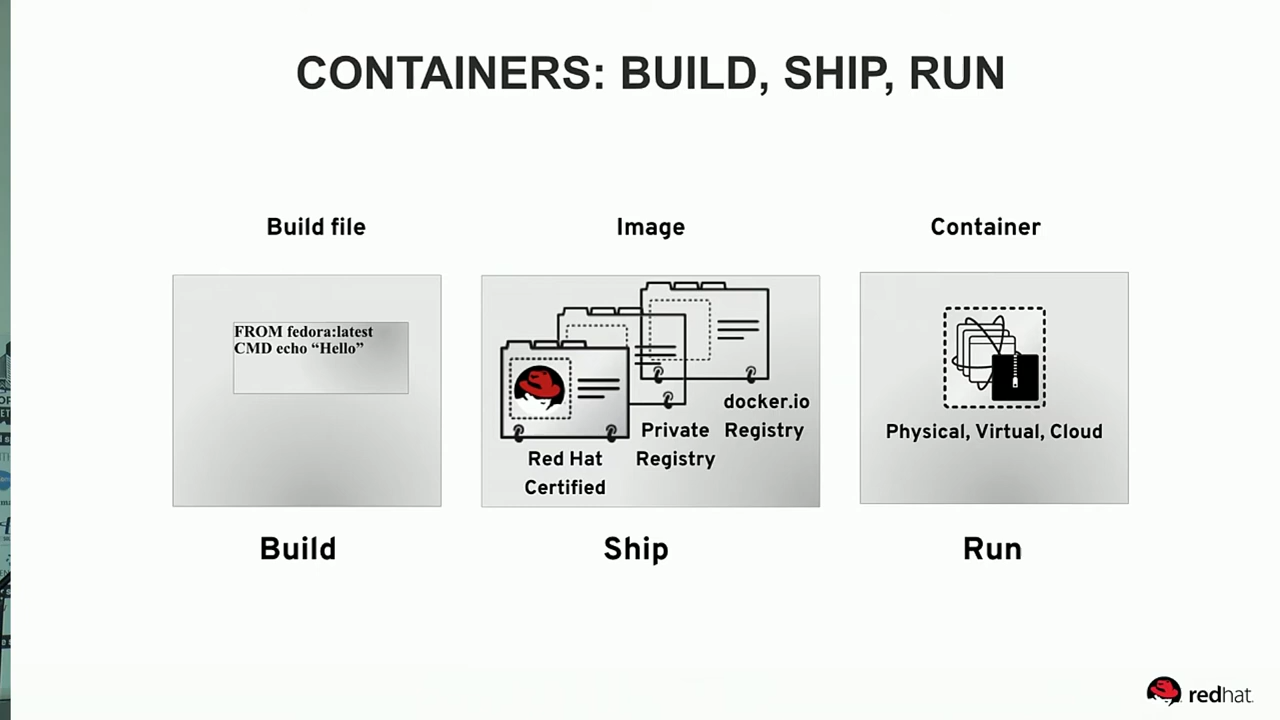 CONTAINERS: BUILD, SHIP, RUN
Build file
Image
Container
FROM fedora:latest
CMD echo “Hello”
docker.io
Registry
Private
Registry
Red Hat
Certified
Physical, Virtual, Cloud
Build
Ship
Run
redhat.